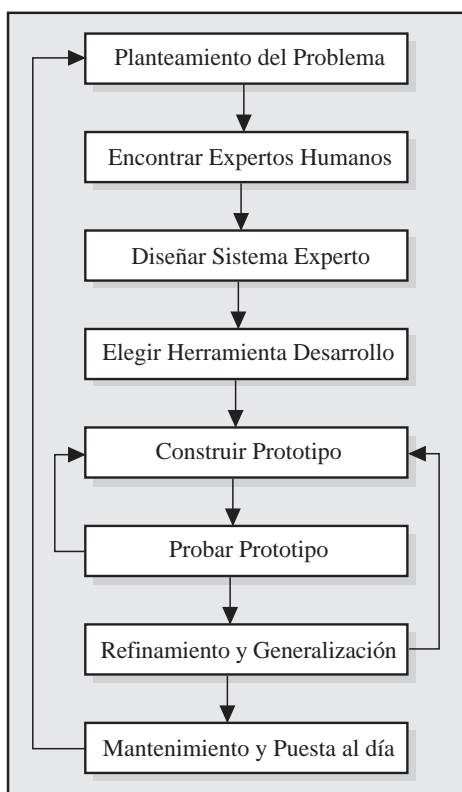 Planteamiento del Problema
Encontrar Expertos Humanos
Diseñar Sistema Experto
Elegir Herramienta Desarrollo
Construir Prototipo
Probar Prototipo
Refinamiento y Generalización
Mantenimiento y Puesta al día